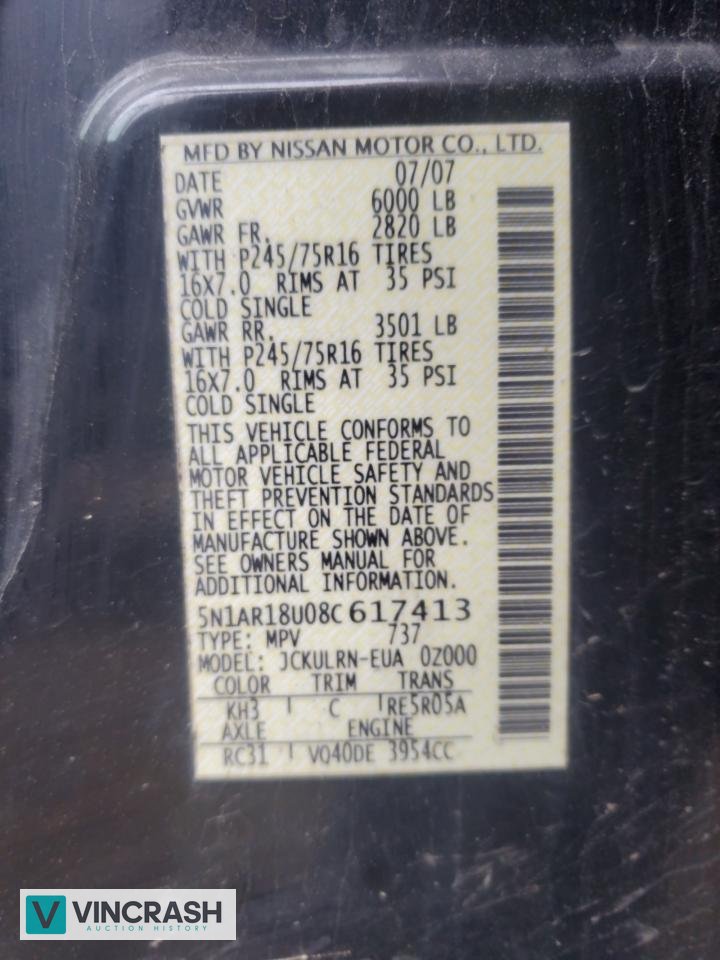 MFD BY NISSAN MOTOR CO., LTD.
DATE 07/07
GVWR 6000 LB
GAWR FR. 2820 LB
WITH P245/75R16 TIRES
16X7.0 RIMS AT 35 PSI
COLD SINGLE
GAWR RR. 3501 LB
WITH P245/75R16 TIRES
16X7.0 RIMS AT 35 PSI
COLD SINGLE
THIS VEHICLE CONFORMS TO
ALL APPLICABLE FEDERAL
MOTOR VEHICLE SAFETY AND
THEFT PREVENTION STANDARDS
IN EFFECT ON THE DATE OF
MANUFACTURE SHOWN ABOVE.
SEE OWNERS MANUAL FOR
ADDITIONAL INFORMATION.
5N1AR18U08C617413
TYPE: MPV 737
MODEL: JCKULRN-EUA 0Z000
COLOR TRIM TRANS
KH3 C RE5R05A
AXLE ENGINE
RC31 VQ40DE 3954CC
V VINCRASH
AUCTION HISTORY